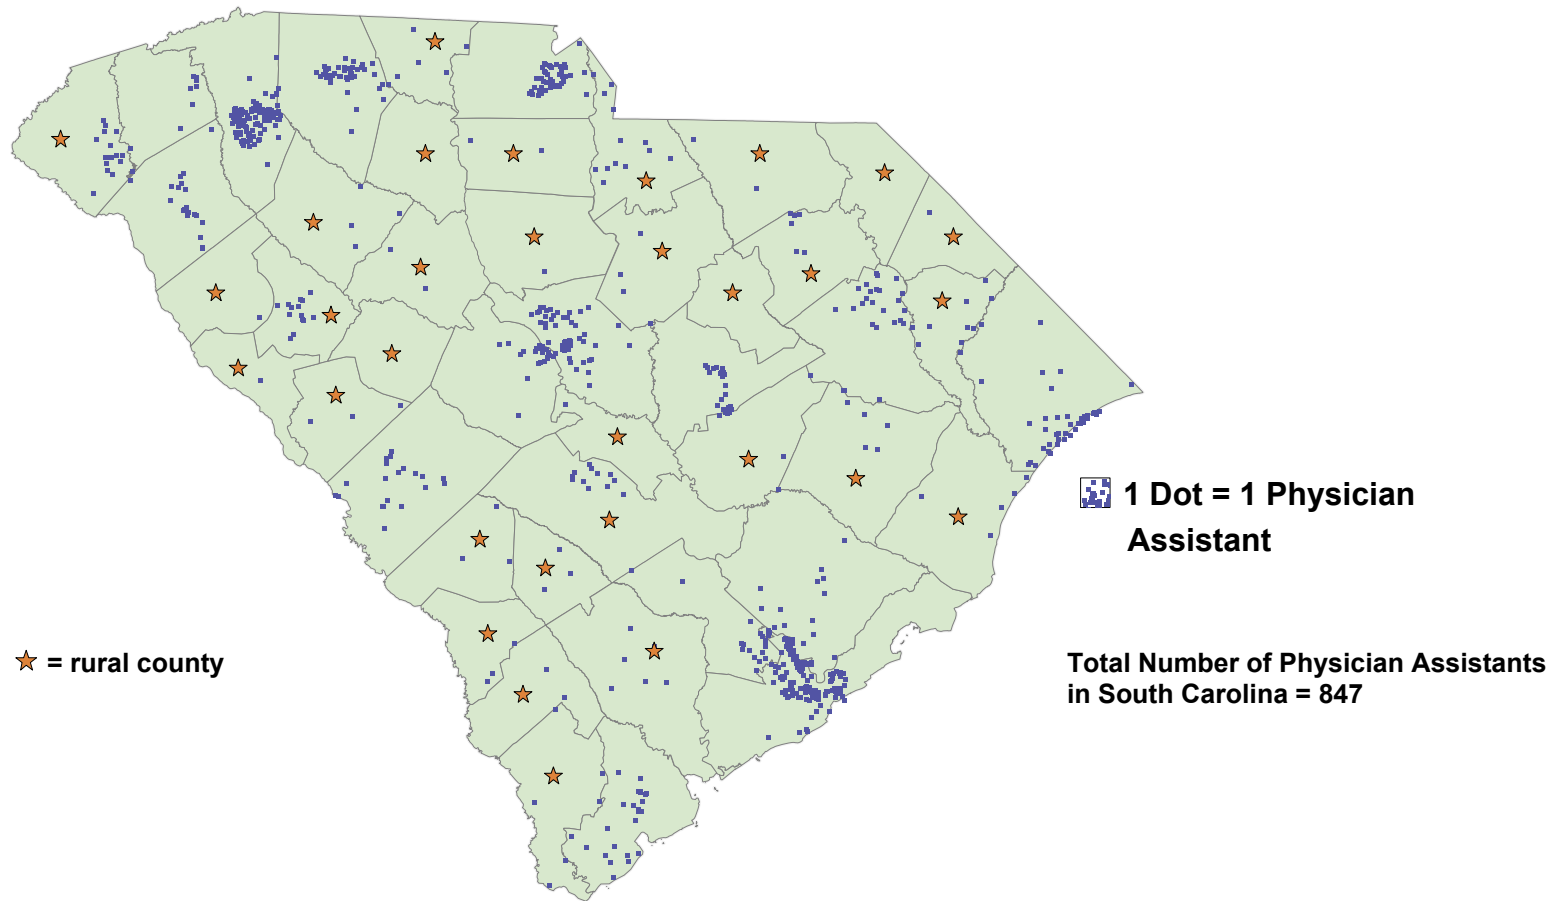 1 Dot = 1 Physician
Assistant
= rural county
Total Number of Physician Assistants
in South Carolina = 847